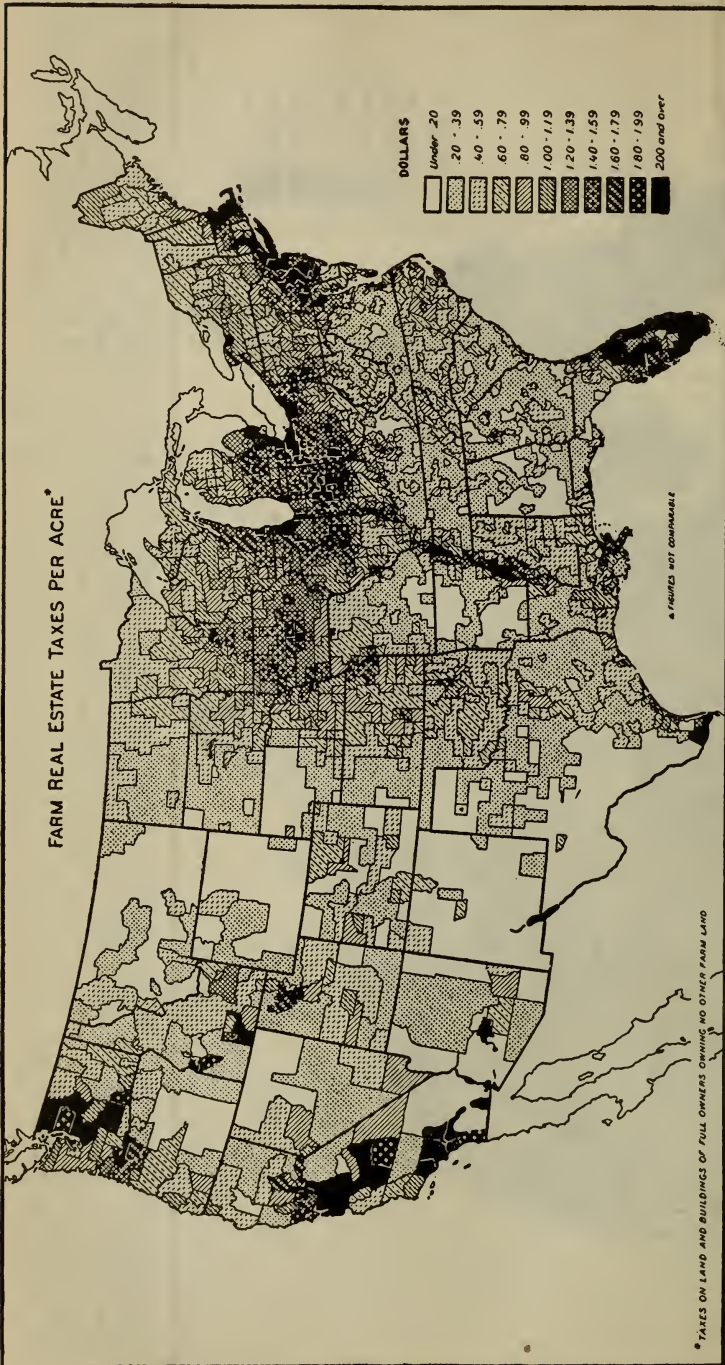 FARM REAL ESTATE TAXES PER ACRE*
DOLLARS
Under .20
.20 - .39
.40 - .59
.60 - .79
.80 - .99
1.00 - 1.19
1.20 - 1.39
1.40 - 1.59
1.60 - 1.79
1.80 - 1.99
2.00 and over
△ FIGURES NOT COMPARABLE
*TAXES ON LAND AND BUILDINGS OF FULL OWNERS OWNING NO OTHER FARM LAND